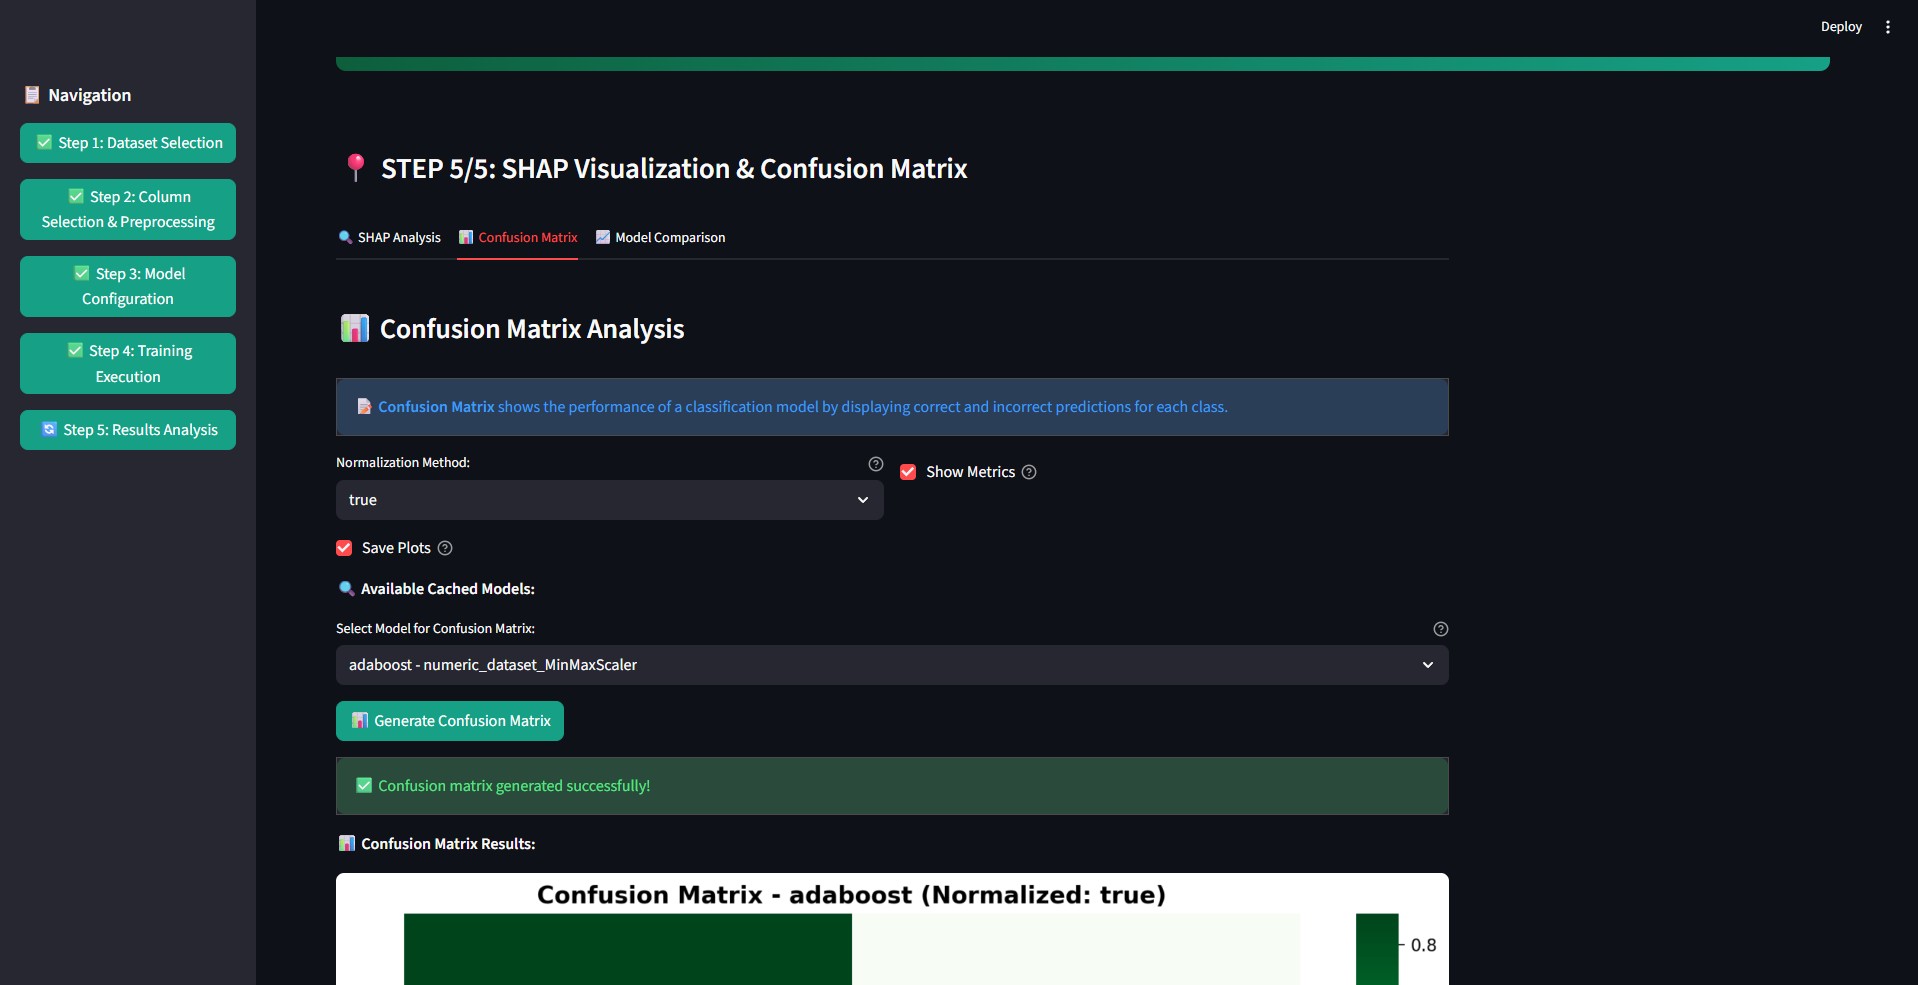 Deploy
Navigation
Step 1: Dataset Selection
Step 2: Column
Selection & Preprocessing
Step 3: Model
Configuration
Step 4: Training
Execution
Step 5: Results Analysis
STEP 5/5: SHAP Visualization & Confusion Matrix
SHAP Analysis
Confusion Matrix
Model Comparison
Confusion Matrix Analysis
Confusion Matrix shows the performance of a classification model by displaying correct and incorrect predictions for each class.
Normalization Method:
true
Show Metrics
Save Plots
Available Cached Models:
Select Model for Confusion Matrix:
adaboost - numeric_dataset_MinMaxScaler
Generate Confusion Matrix
Confusion matrix generated successfully!
Confusion Matrix Results:
Confusion Matrix - adaboost (Normalized: true)
0.8